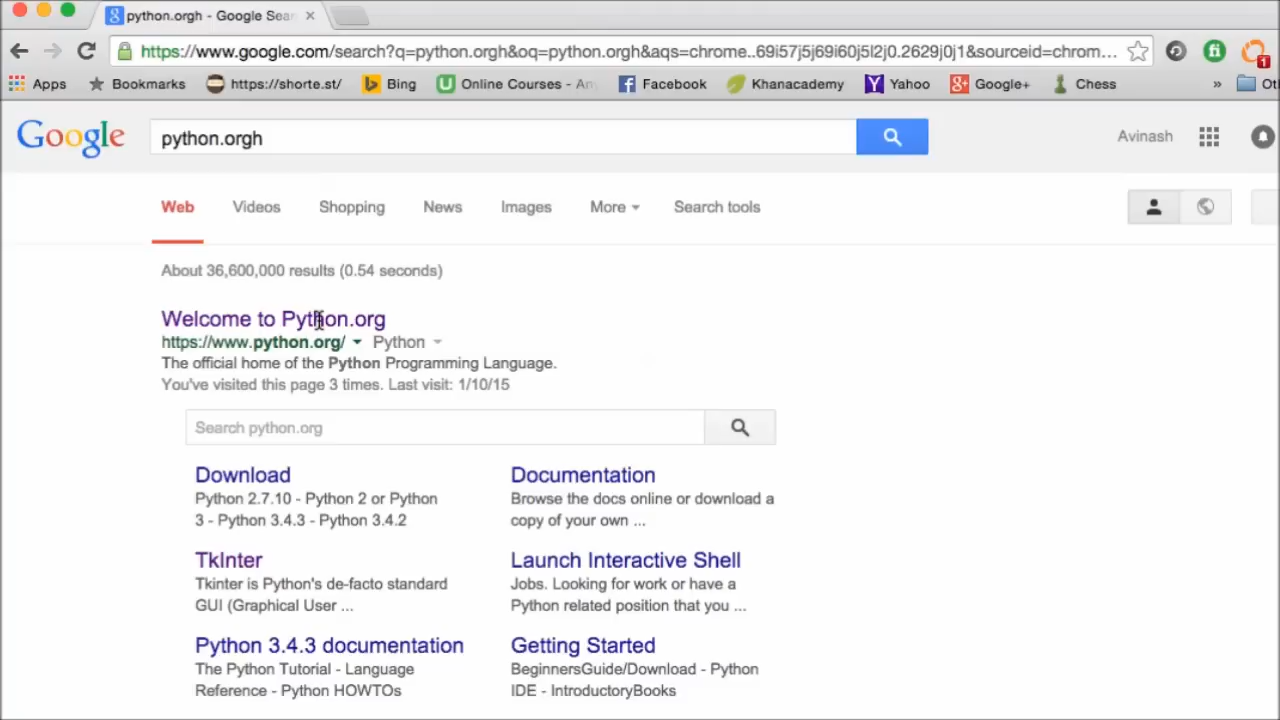 python.orgh - Google Sear
https://www.google.com/search?q=python.orgh&oq=python.orgh&aqs=chrome..69i57j69i60j5l2j0.2629j0j1&sourceid=chrom...
Apps Bookmarks https://shorte.st/ Bing Online Courses - An Facebook Khanacademy Yahoo Google+ Chess » Ot
Google python.orgh Avinash
Web Videos Shopping News Images More Search tools
About 36,600,000 results (0.54 seconds)
Welcome to Python.org
https://www.python.org/ Python
The official home of the Python Programming Language.
You've visited this page 3 times. Last visit: 1/10/15
Search python.org
Download
Python 2.7.10 - Python 2 or Python
3 - Python 3.4.3 - Python 3.4.2
Documentation
Browse the docs online or download a
copy of your own ...
TkInter
Tkinter is Python's de-facto standard
GUI (Graphical User ...
Launch Interactive Shell
Jobs. Looking for work or have a
Python related position that you ...
Python 3.4.3 documentation
The Python Tutorial - Language
Reference - Python HOWTOs
Getting Started
BeginnersGuide/Download - Python
IDE - IntroductoryBooks